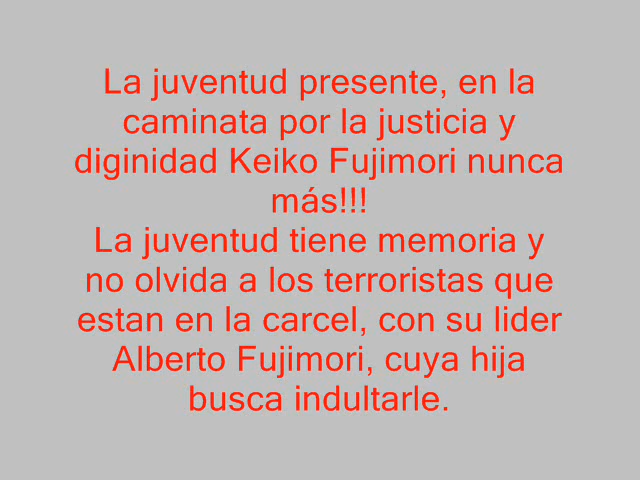 La juventud presente, en la
caminata por la justicia y
diginidad Keiko Fujimori nunca
más!!!
La juventud tiene memoria y
no olvida a los terroristas que
estan en la carcel, con su lider
Alberto Fujimori, cuya hija
busca indultarle.